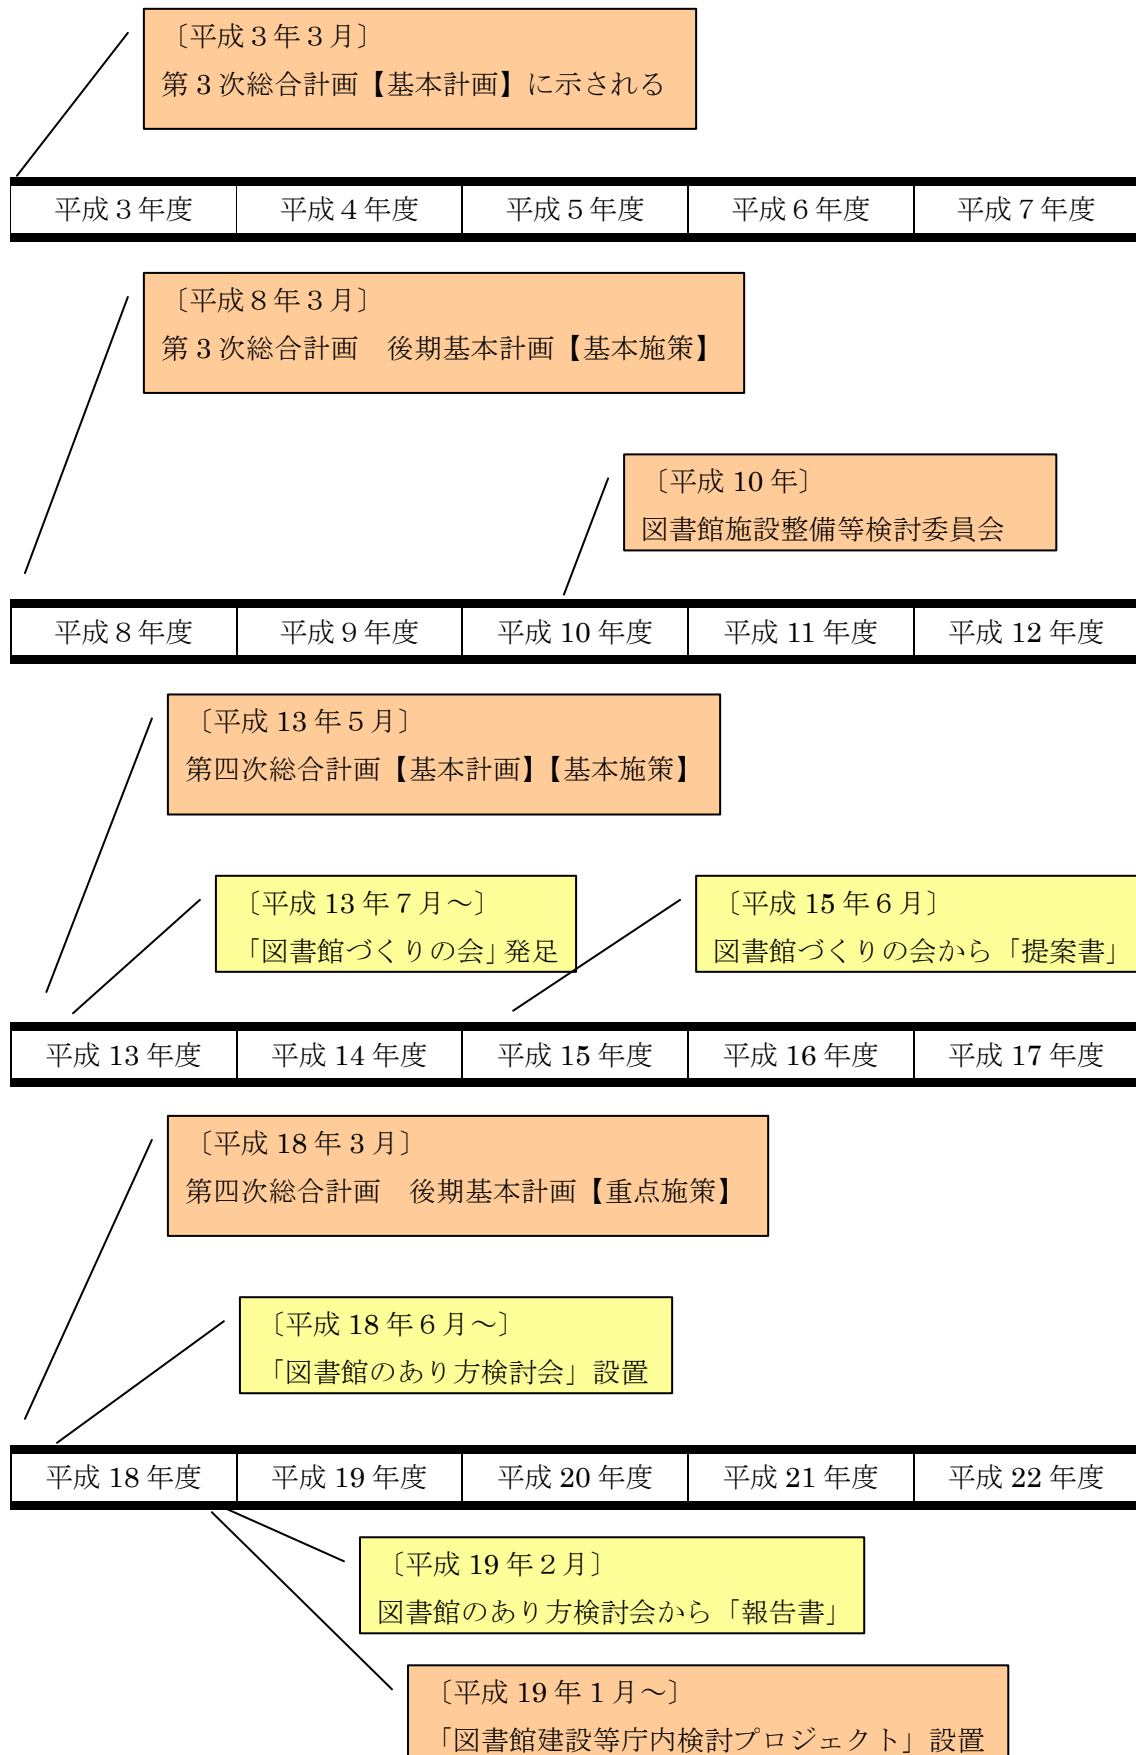 〔平成３年３月〕
第３次総合計画【基本計画】に示される
平成３年度 平成４年度 平成５年度 平成６年度 平成７年度
〔平成８年３月〕
第３次総合計画　後期基本計画【基本施策】
〔平成 10 年〕
図書館施設整備等検討委員会
平成８年度 平成９年度 平成 10 年度 平成 11 年度 平成 12 年度
〔平成 13 年５月〕
第四次総合計画【基本計画】【基本施策】
〔平成 13 年７月～〕
「図書館づくりの会」発足
〔平成 15 年６月〕
図書館づくりの会から「提案書」
平成 13 年度 平成 14 年度 平成 15 年度 平成 16 年度 平成 17 年度
〔平成 18 年３月〕
第四次総合計画　後期基本計画【重点施策】
〔平成 18 年６月～〕
「図書館のあり方検討会」設置
平成 18 年度 平成 19 年度 平成 20 年度 平成 21 年度 平成 22 年度
〔平成 19 年２月〕
図書館のあり方検討会から「報告書」
〔平成 19 年１月～〕
「図書館建設等庁内検討プロジェクト」設置